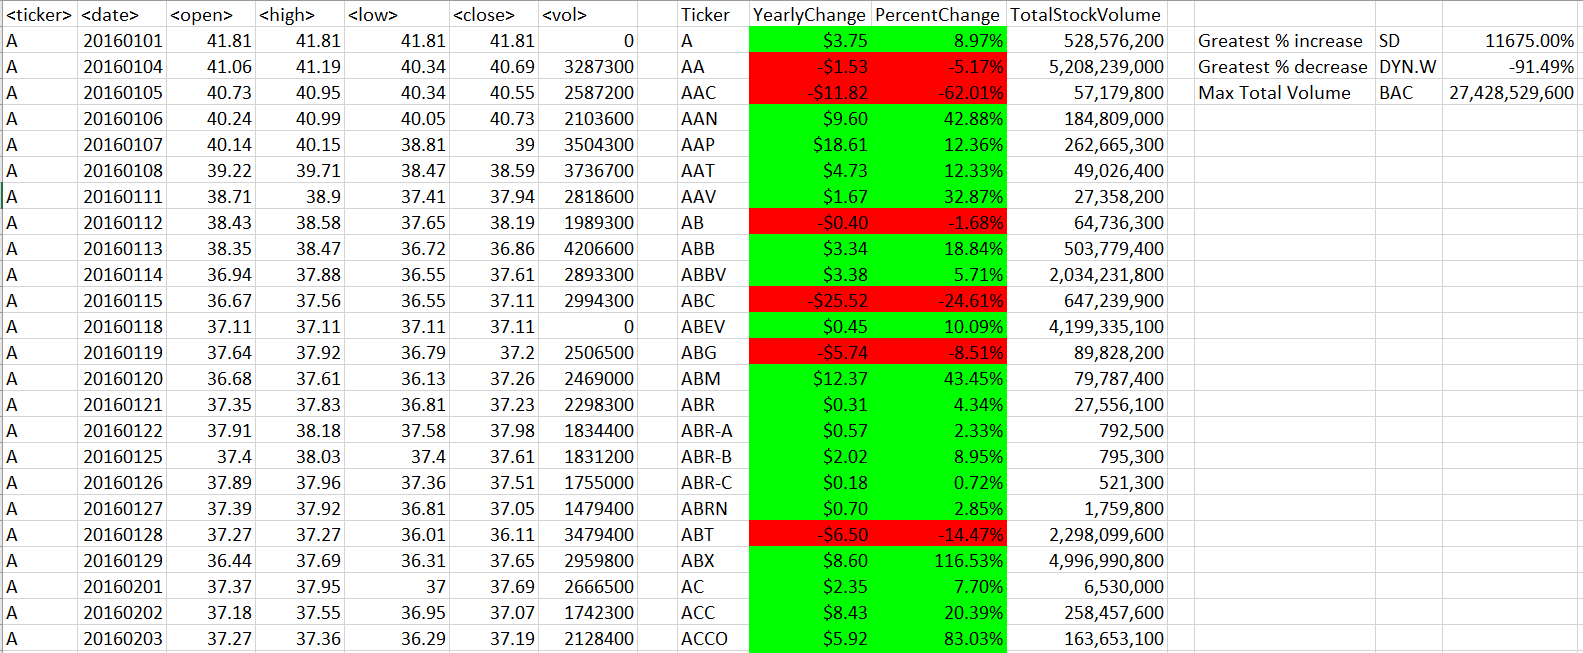 <ticker> <date> <open> <high> <low> <close> <vol> Ticker YearlyChange PercentChange TotalStockVolume
A 20160101 41.81 41.81 41.81 41.81 0 A $3.75 8.97% 528,576,200 Greatest % increase SD 11675.00%
A 20160104 41.06 41.19 40.34 40.69 3287300 AA -$1.53 -5.17% 5,208,239,000 Greatest % decrease DYN.W -91.49%
A 20160105 40.73 40.95 40.34 40.55 2587200 AAC -$11.82 -62.01% 57,179,800 Max Total Volume BAC 27,428,529,600
A 20160106 40.24 40.99 40.05 40.73 2103600 AAN $9.60 42.88% 184,809,000
A 20160107 40.14 40.15 38.81 39 3504300 AAP $18.61 12.36% 262,665,300
A 20160108 39.22 39.71 38.47 38.59 3736700 AAT $4.73 12.33% 49,026,400
A 20160111 38.71 38.9 37.41 37.94 2818600 AAV $1.67 32.87% 27,358,200
A 20160112 38.43 38.58 37.65 38.19 1989300 AB -$0.40 -1.68% 64,736,300
A 20160113 38.35 38.47 36.72 36.86 4206600 ABB $3.34 18.84% 503,779,400
A 20160114 36.94 37.88 36.55 37.61 2893300 ABBV $3.38 5.71% 2,034,231,800
A 20160115 36.67 37.56 36.55 37.11 2994300 ABC -$25.52 -24.61% 647,239,900
A 20160118 37.11 37.11 37.11 37.11 0 ABEV $0.45 10.09% 4,199,335,100
A 20160119 37.64 37.92 36.79 37.2 2506500 ABG -$5.74 -8.51% 89,828,200
A 20160120 36.68 37.61 36.13 37.26 2469000 ABM $12.37 43.45% 79,787,400
A 20160121 37.35 37.83 36.81 37.23 2298300 ABR $0.31 4.34% 27,556,100
A 20160122 37.91 38.18 37.58 37.98 1834400 ABR-A $0.57 2.33% 792,500
A 20160125 37.4 38.03 37.4 37.61 1831200 ABR-B $2.02 8.95% 795,300
A 20160126 37.89 37.96 37.36 37.51 1755000 ABR-C $0.18 0.72% 521,300
A 20160127 37.39 37.92 36.81 37.05 1479400 ABRN $0.70 2.85% 1,759,800
A 20160128 37.27 37.27 36.01 36.11 3479400 ABT -$6.50 -14.47% 2,298,099,600
A 20160129 36.44 37.69 36.31 37.65 2959800 ABX $8.60 116.53% 4,996,990,800
A 20160201 37.37 37.95 37 37.69 2666500 AC $2.35 7.70% 6,530,000
A 20160202 37.18 37.55 36.95 37.07 1742300 ACC $8.43 20.39% 258,457,600
A 20160203 37.27 37.36 36.29 37.19 2128400 ACCO $5.92 83.03% 163,653,100